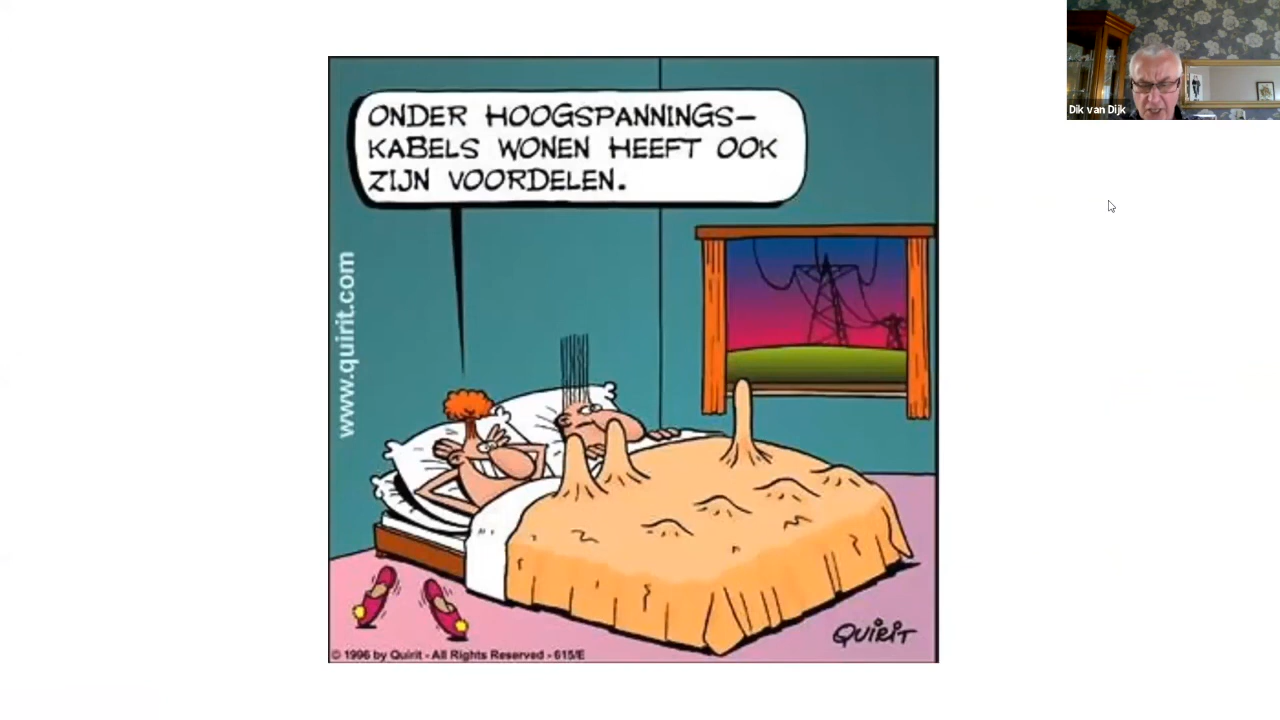 ONDER HOOGSPANNINGS-
KABELS WONEN HEEFT OOK
ZIJN VOORDELEN.
Dik van Dijk
www.quirit.com
QUIRIT
© 1996 by Quirit - All Rights Reserved - 615/E